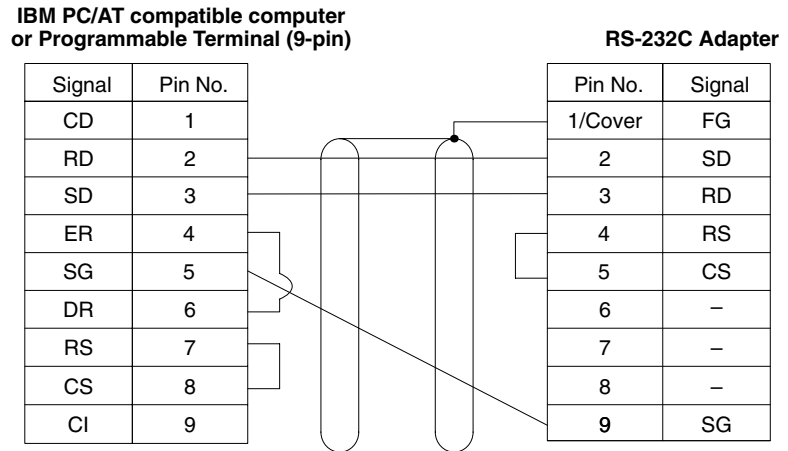 IBM PC/AT compatible computer
or Programmable Terminal (9-pin)
RS-232C Adapter
Signal Pin No.
CD 1
RD 2
SD 3
ER 4
SG 5
DR 6
RS 7
CS 8
CI 9
Pin No. Signal
1/Cover FG
2 SD
3 RD
4 RS
5 CS
6 –
7 –
8 –
9 SG